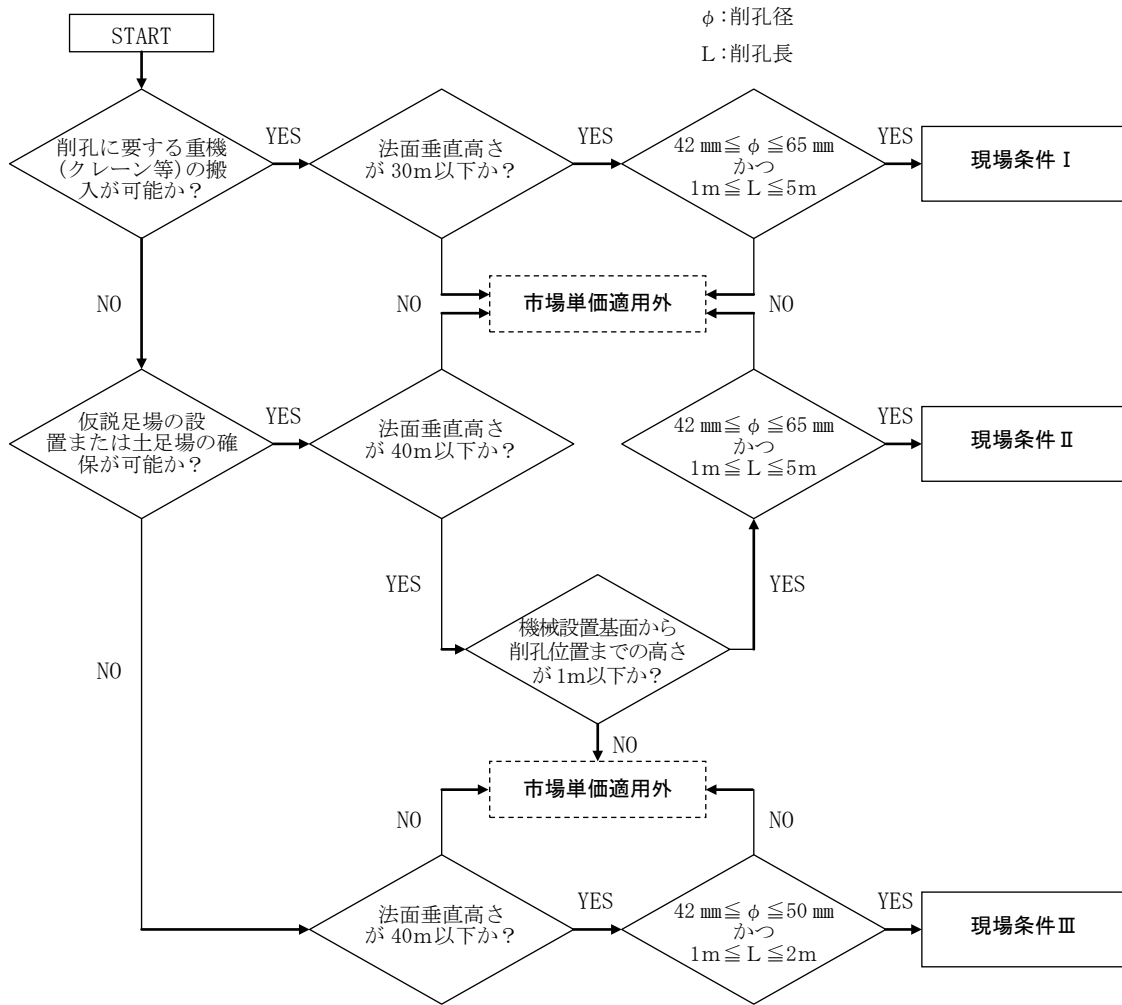 φ:削孔径
L:削孔長
START
削孔に要する重機
(クレーン等)の搬
入が可能か？
YES
法面垂直高さ
が 30m以下か？
YES
42 ㎜≦ φ ≦65 ㎜
かつ
1m≦ L ≦5m
YES
現場条件Ⅰ
NO
NO
市場単価適用外
NO
仮説足場の設
置または土足場の確
保が可能か？
YES
法面垂直高さ
が 40m以下か？
42 ㎜≦ φ ≦65 ㎜
かつ
1m≦ L ≦5m
YES
現場条件Ⅱ
YES
YES
機械設置基面から
削孔位置までの高さ
が 1m以下か？
NO
NO
市場単価適用外
NO
NO
法面垂直高さ
が 40m以下か？
YES
42 ㎜≦ φ ≦50 ㎜
かつ
1m≦ L ≦2m
YES
現場条件Ⅲ